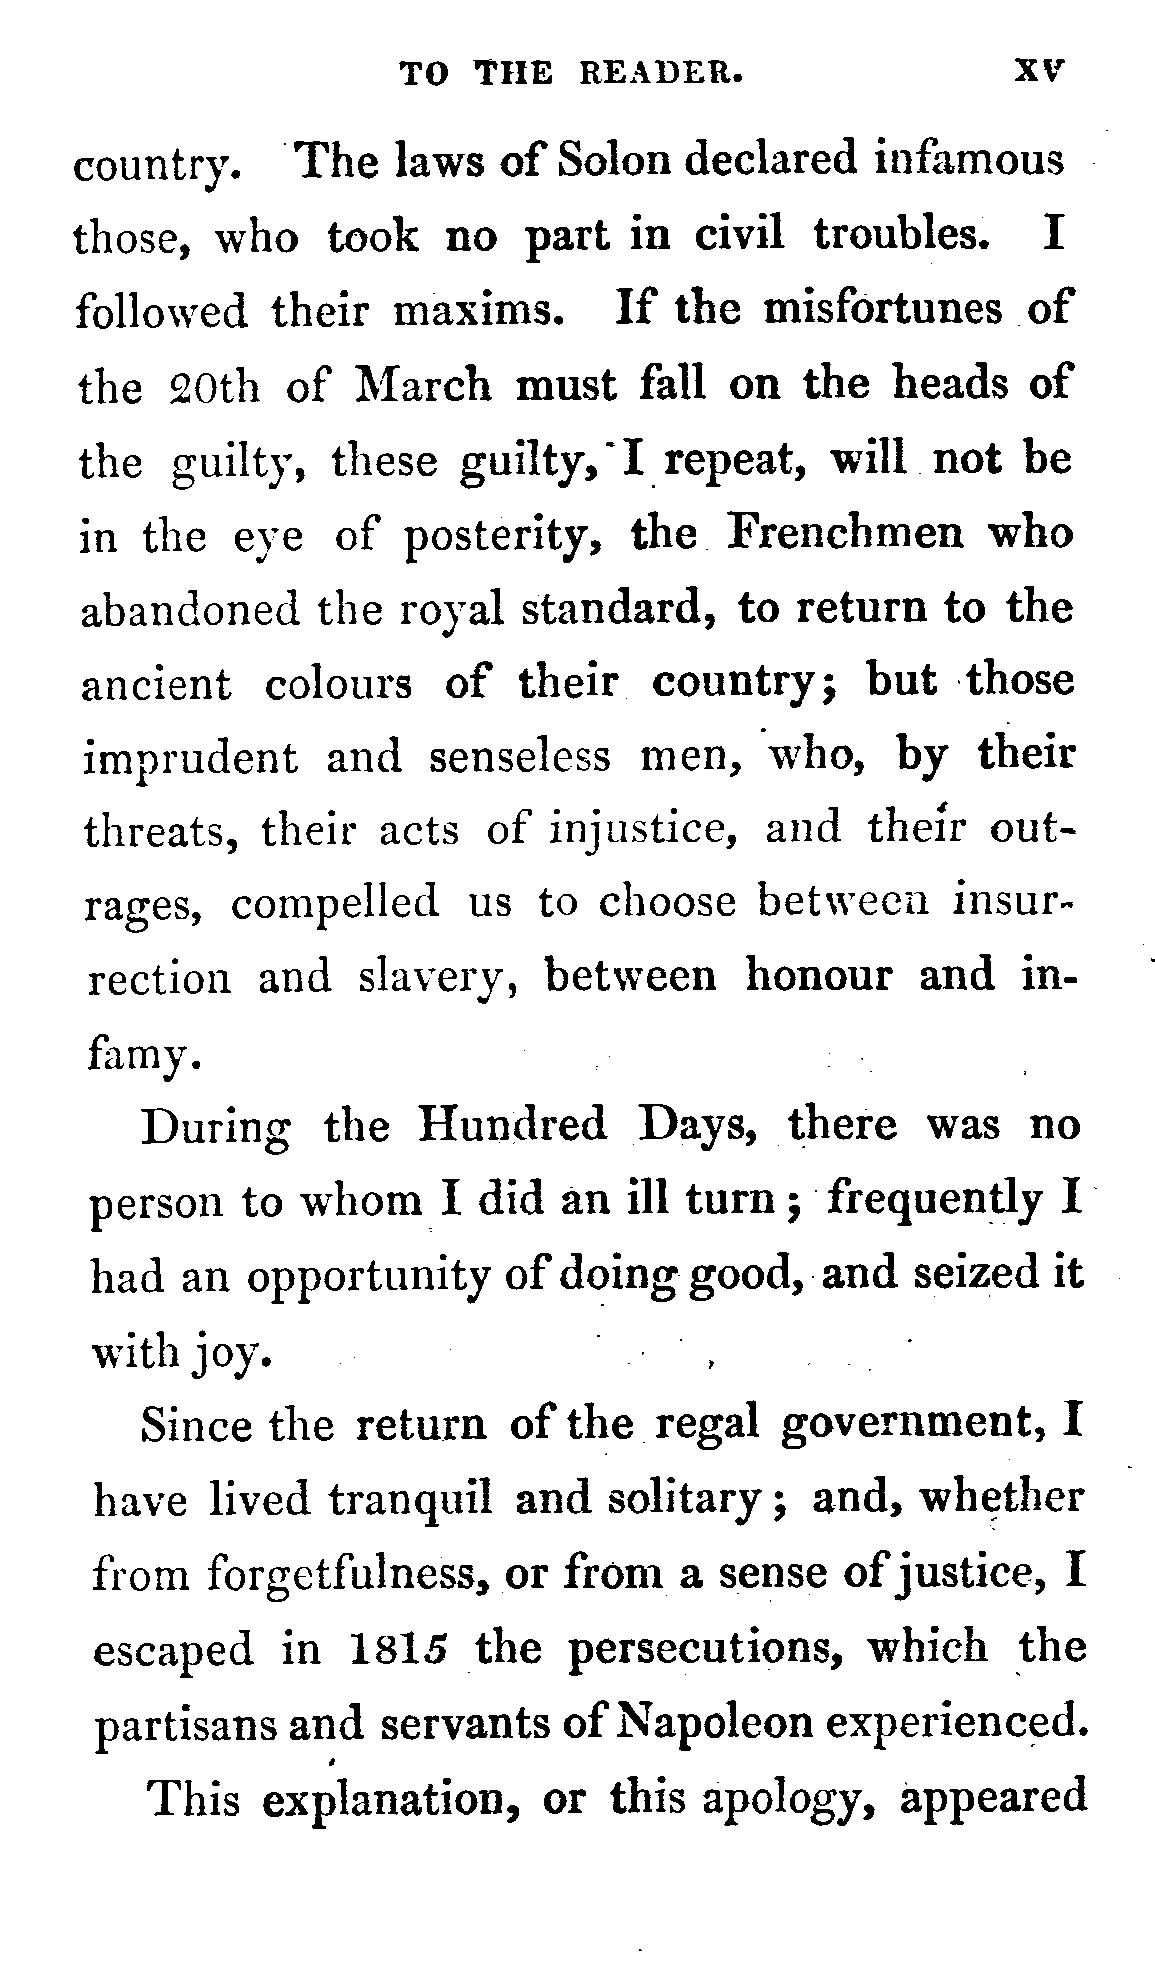 TO THE READER. XV
country. The laws of Solon declared infamous
those, who took no part in civil troubles. I
followed their maxims. If the misfortunes of
the 20th of March must fall on the heads of
the guilty, these guilty, I repeat, will not be
in the eye of posterity, the Frenchmen who
abandoned the royal standard, to return to the
ancient colours of their country; but those
imprudent and senseless men, who, by their
threats, their acts of injustice, and their out-
rages, compelled us to choose between insur-
rection and slavery, between honour and in-
famy.
During the Hundred Days, there was no
person to whom I did an ill turn; frequently I
had an opportunity of doing good, and seized it
with joy.
Since the return of the regal government, I
have lived tranquil and solitary; and, whether
from forgetfulness, or from a sense of justice, I
escaped in 1815 the persecutions, which the
partisans and servants of Napoleon experienced.
This explanation, or this apology, appeared